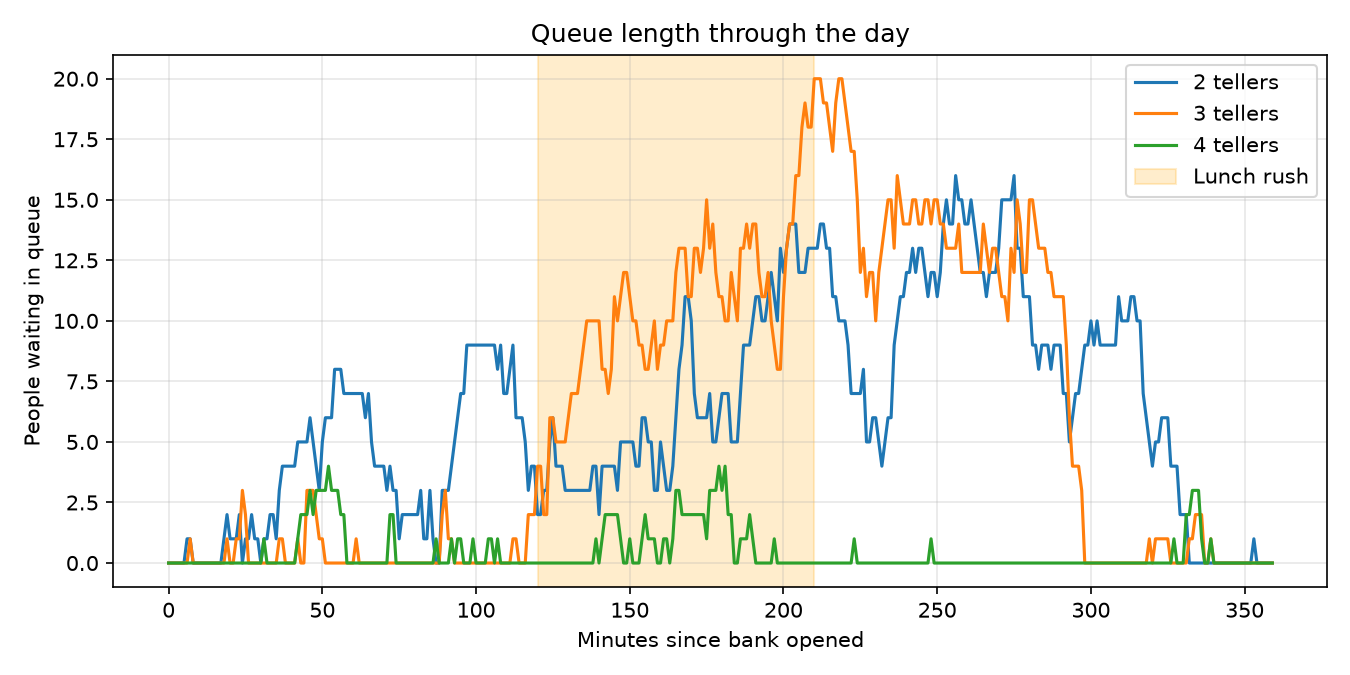 Queue length through the day
People waiting in queue
20.0
17.5
15.0
12.5
10.0
7.5
5.0
2.5
0.0
2 tellers
3 tellers
4 tellers
Lunch rush
0 50 100 150 200 250 300 350
Minutes since bank opened